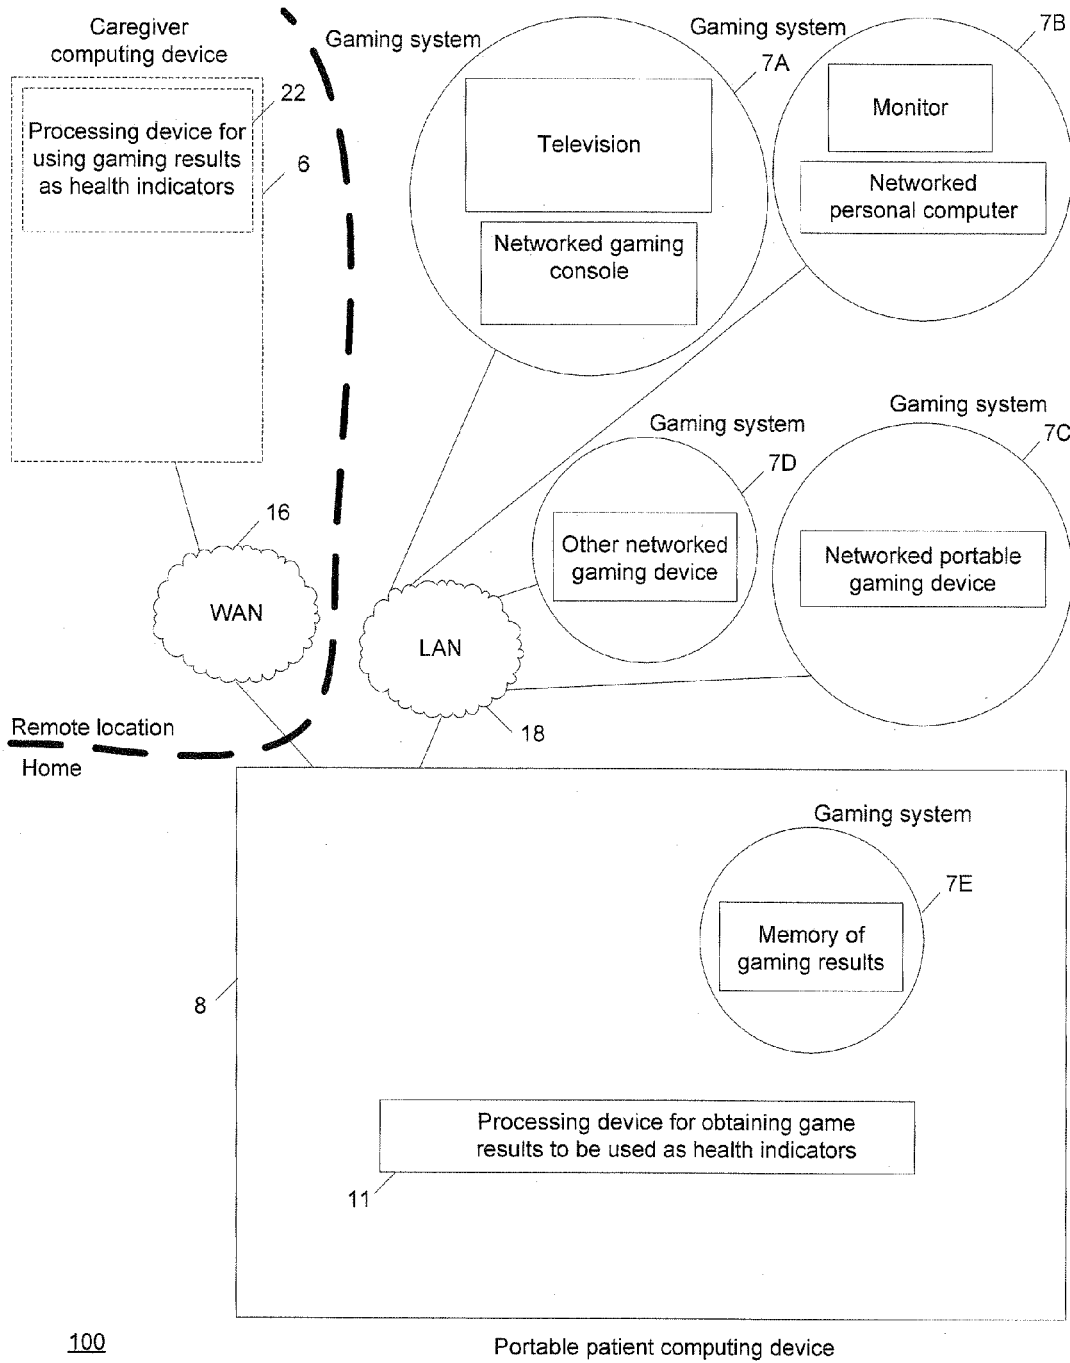 Caregiver
computing device
22
Processing device for
using gaming results
as health indicators
6
Gaming system
7A
Television
Networked gaming
console
Gaming system
7B
Monitor
Networked
personal computer
Gaming system
7D
Other networked
gaming device
Gaming system
7C
Networked portable
gaming device
16
WAN
LAN
18
Remote location
Home
Gaming system
7E
Memory of
gaming results
8
Processing device for obtaining game
results to be used as health indicators
11
100
Portable patient computing device